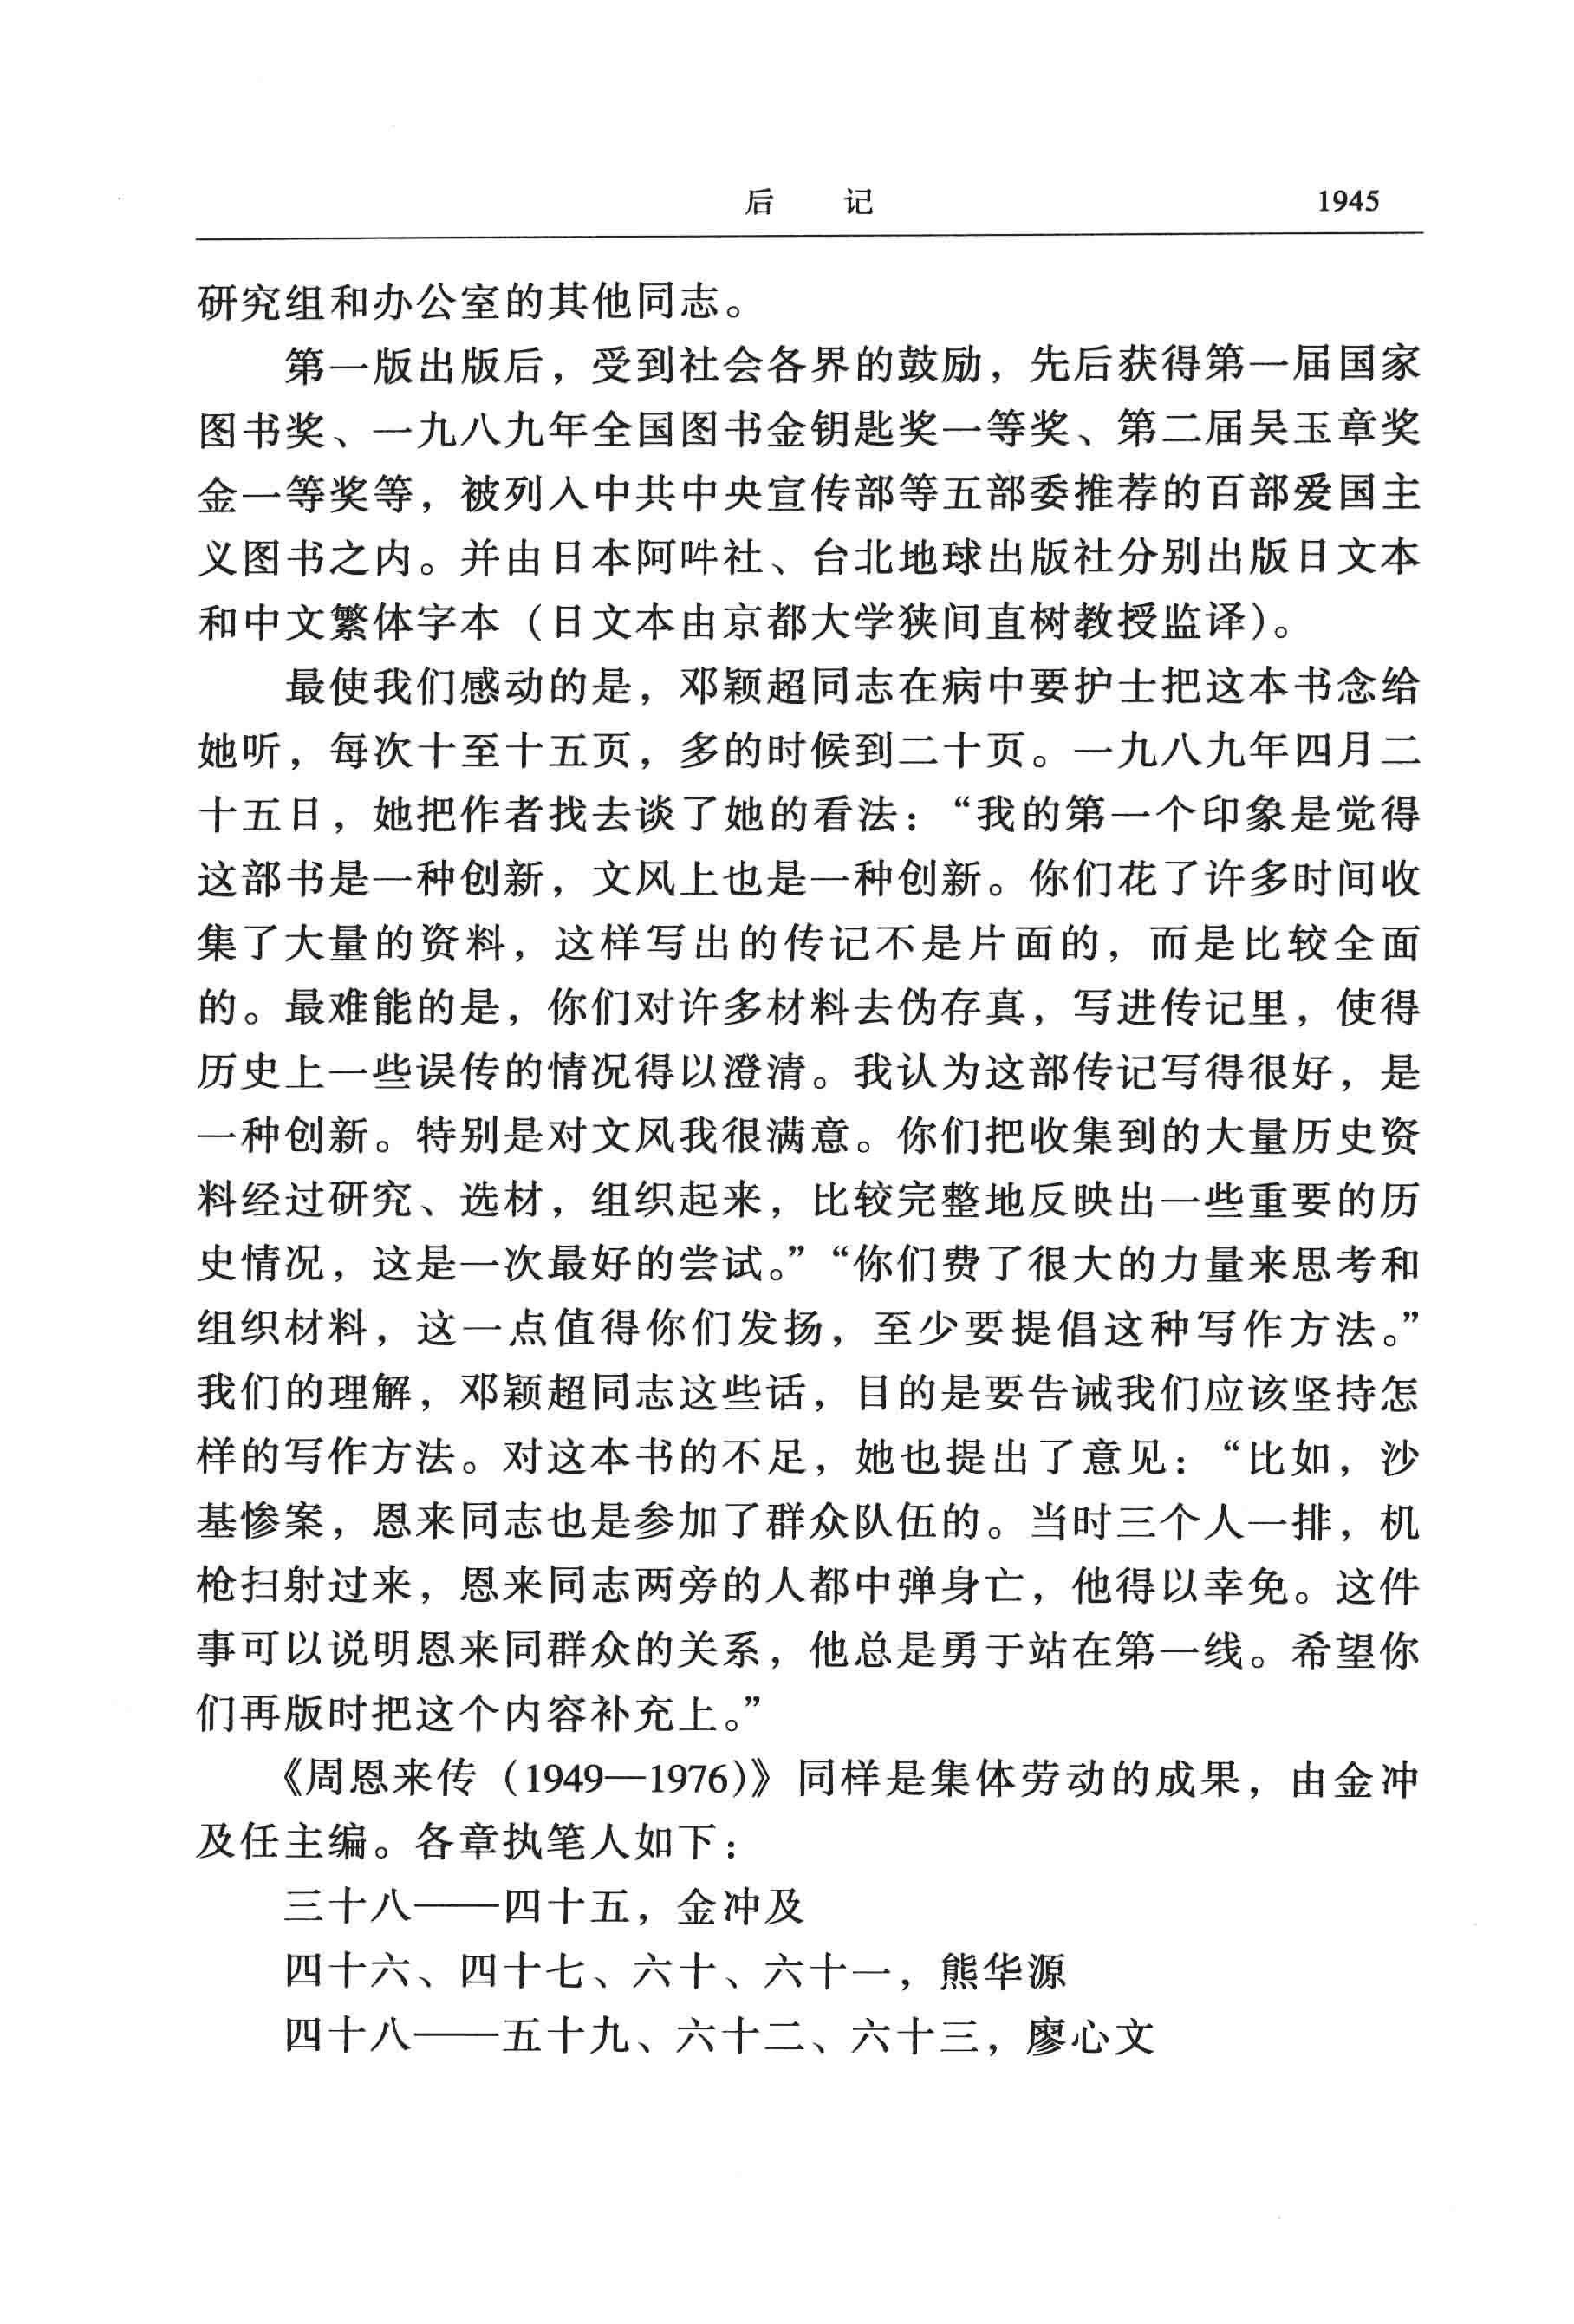 后　　记　　1945
研究组和办公室的其他同志。
第一版出版后，受到社会各界的鼓励，先后获得第一届国家
图书奖、一九八九年全国图书金钥匙奖一等奖、第二届吴玉章奖
金一等奖等，被列入中共中央宣传部等五部委推荐的百部爱国主
义图书之内。并由日本阿吽社、台北地球出版社分别出版日文本
和中文繁体字本（日文本由京都大学狭间直树教授监译）。
最使我们感动的是，邓颖超同志在病中要护士把这本书念给
她听，每次十至十五页，多的时候到二十页。一九八九年四月二
十五日，她把作者找去谈了她的看法：“我的第一个印象是觉得
这部书是一种创新，文风上也是一种创新。你们花了许多时间收
集了大量的资料，这样写出的传记不是片面的，而是比较全面
的。最难能的是，你们对许多材料去伪存真，写进传记里，使得
历史上一些误传的情况得以澄清。我认为这部传记写得很好，是
一种创新。特别是对文风我很满意。你们把收集到的大量历史资
料经过研究、选材，组织起来，比较完整地反映出一些重要的历
史情况，这是一次最好的尝试。”“你们费了很大的力量来思考和
组织材料，这一点值得你们发扬，至少要提倡这种写作方法。”
我们的理解，邓颖超同志这些话，目的是要告诫我们应该坚持怎
样的写作方法。对这本书的不足，她也提出了意见：“比如，沙
基惨案，恩来同志也是参加了群众队伍的。当时三个人一排，机
枪扫射过来，恩来同志两旁的人都中弹身亡，他得以幸免。这件
事可以说明恩来同群众的关系，他总是勇于站在第一线。希望你
们再版时把这个内容补充上。”
《周恩来传（1949—1976）》同样是集体劳动的成果，由金冲
及任主编。各章执笔人如下：
三十八——四十五，金冲及
四十六、四十七、六十、六十一，熊华源
四十八——五十九、六十二、六十三，廖心文